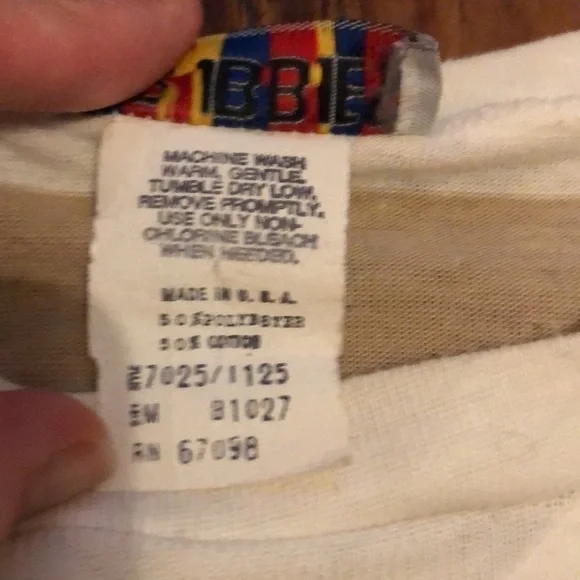 MACHINE WASH
WARM, GENTLE.
TUMBLE DRY LOW,
REMOVE PROMPTLY.
USE ONLY NON-
CHLORINE BLEACH
WHEN NEEDED.
MADE IN U.S.A.
50%POLYESTER
50% COTTON
7025/1125
81027
RN 67098